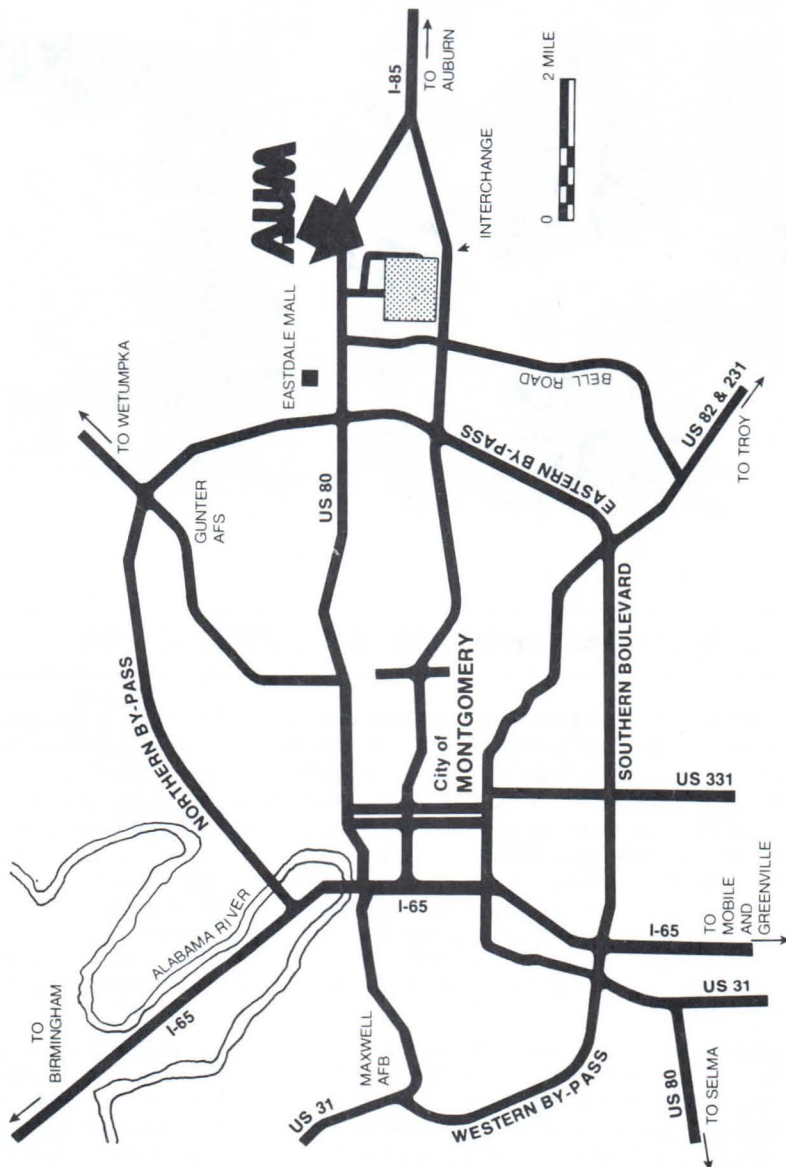 TO
BIRMINGHAM
I-65
ALABAMA RIVER
NORTHERN BY-PASS
TO WETUMPKA
GUNTER
AFS
US 80
EASTDALE MALL
AUM
I-85
TO
AUBURN
0
2 MILE
INTERCHANGE
BELL ROAD
EASTERN BY-PASS
US 82 & 231
TO TROY
City of
MONTGOMERY
SOUTHERN BOULEVARD
US 331
I-65
I-65
TO
MOBILE
AND
GREENVILLE
MAXWELL
AFB
US 31
WESTERN BY-PASS
US 31
US 80
TO SELMA